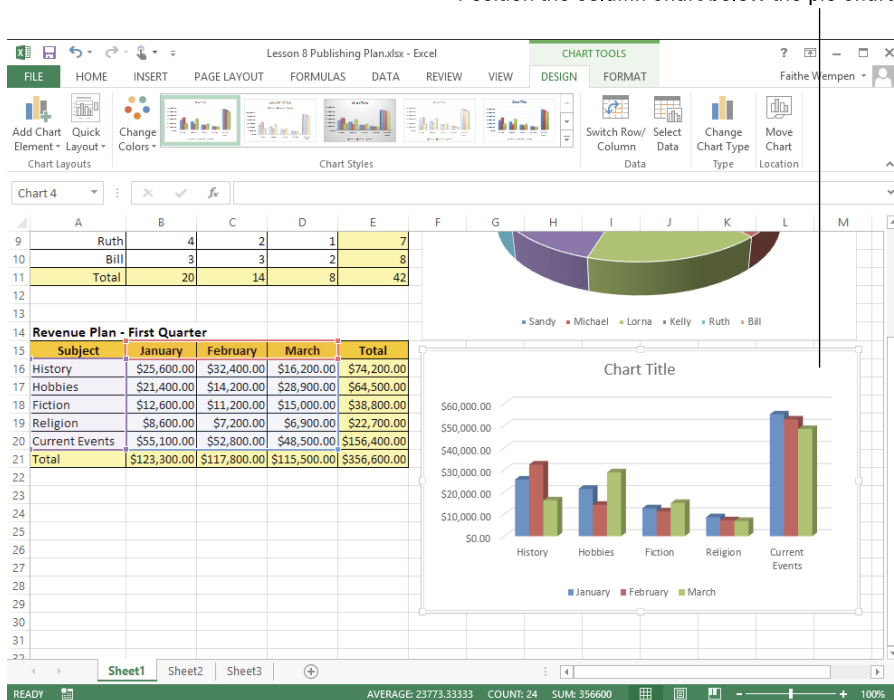 Position the column chart below the pie chart
Lesson 8 Publishing Plan.xlsx - Excel
CHART TOOLS
?
FILE HOME INSERT PAGE LAYOUT FORMULAS DATA REVIEW VIEW DESIGN FORMAT Faithe Wempen
Add Chart Element Quick Layout Change Colors Switch Row/ Column Select Data Change Chart Type Move Chart
Chart Layouts Chart Styles Data Type Location
Chart 4 fx
A B C D E F G H I J K L M
9 Ruth 4 2 1 7
10 Bill 3 3 2 8
11 Total 20 14 8 42
12
13
Sandy Michael Lorna Kelly Ruth Bill
14 Revenue Plan - First Quarter
15 Subject January February March Total
16 History $25,600.00 $32,400.00 $16,200.00 $74,200.00
17 Hobbies $21,400.00 $14,200.00 $28,900.00 $64,500.00
18 Fiction $12,600.00 $11,200.00 $15,000.00 $38,800.00
19 Religion $8,600.00 $7,200.00 $6,900.00 $22,700.00
20 Current Events $55,100.00 $52,800.00 $48,500.00 $156,400.00
21 Total $123,300.00 $117,800.00 $115,500.00 $356,600.00
22
23
24
25
26
27
28
29
30
31
32
Chart Title
$60,000.00
$50,000.00
$40,000.00
$30,000.00
$20,000.00
$10,000.00
$0.00
History Hobbies Fiction Religion Current Events
January February March
Sheet1 Sheet2 Sheet3
READY AVERAGE: 23773.33333 COUNT: 24 SUM: 356600 100%